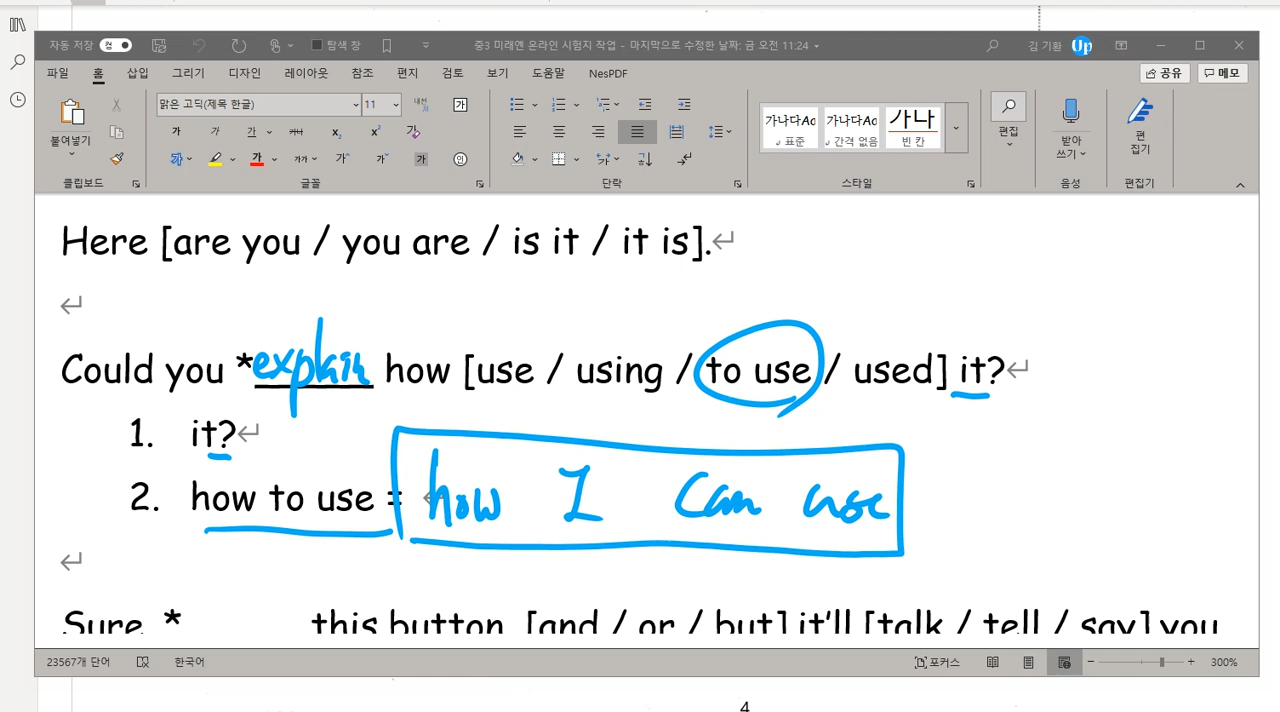 자동 저장 컴 탐색 창 중3 미래엔 온라인 시험지 작업 - 마지막으로 수정한 날짜: 금 오전 11:24 김 기환 Up
파일 홈 삽입 그리기 디자인 레이아웃 참조 편지 검토 보기 도움말 NesPDF 공유 메모
맑은 고딕(제목 한글) 11
붙여넣기
가나다Aa 가나다Aa 가나
표준 간격 없음 빈 칸
편집
받아
쓰기
편
집기
클립보드 글꼴 단락 스타일 음성 편집기
Here [are you / you are / is it / it is].
Could you *explain how [use / using / to use / used] it?
1. it?
2. how to use = how I can use
Sure. * this button, [and / or / but] it'll [talk / tell / say] you
23567개 단어 한국어 포커스 300%
4